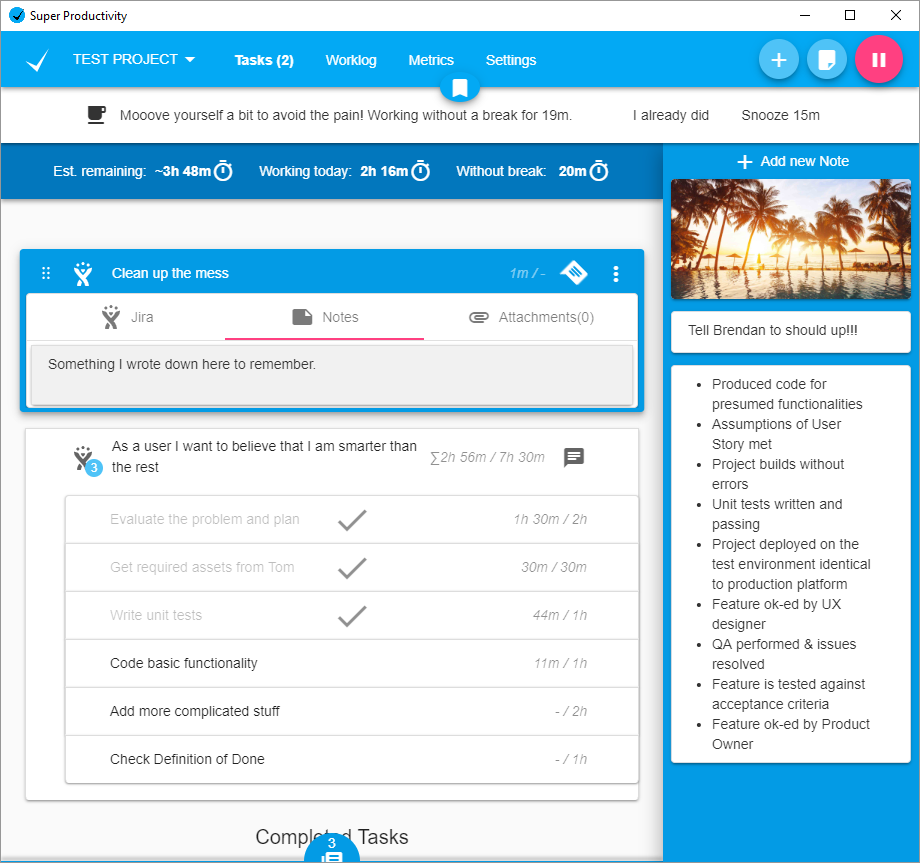 Super Productivity
TEST PROJECT
Tasks (2)
Worklog
Metrics
Settings
Mooove yourself a bit to avoid the pain! Working without a break for 19m.
I already did
Snooze 15m
Est. remaining: ~3h 48m
Working today: 2h 16m
Without break: 20m
Clean up the mess
1m / -
Jira
Notes
Attachments(0)
Something I wrote down here to remember.
As a user I want to believe that I am smarter than
the rest
3
∑2h 56m / 7h 30m
Evaluate the problem and plan
1h 30m / 2h
Get required assets from Tom
30m / 30m
Write unit tests
44m / 1h
Code basic functionality
11m / 1h
Add more complicated stuff
- / 2h
Check Definition of Done
- / 1h
Completed Tasks
3
Add new Note
Tell Brendan to should up!!!
Produced code for
presumed functionalities
Assumptions of User
Story met
Project builds without
errors
Unit tests written and
passing
Project deployed on the
test environment identical
to production platform
Feature ok-ed by UX
designer
QA performed & issues
resolved
Feature is tested against
acceptance criteria
Feature ok-ed by Product
Owner